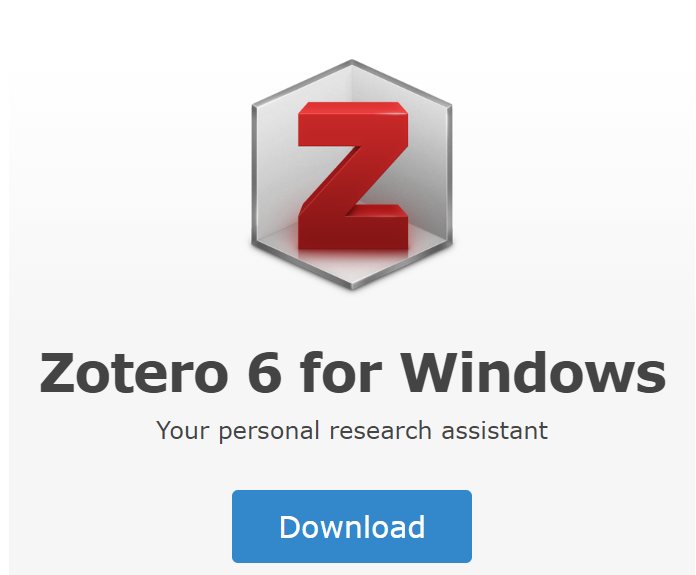 Z
Zotero 6 for Windows
Your personal research assistant
Download